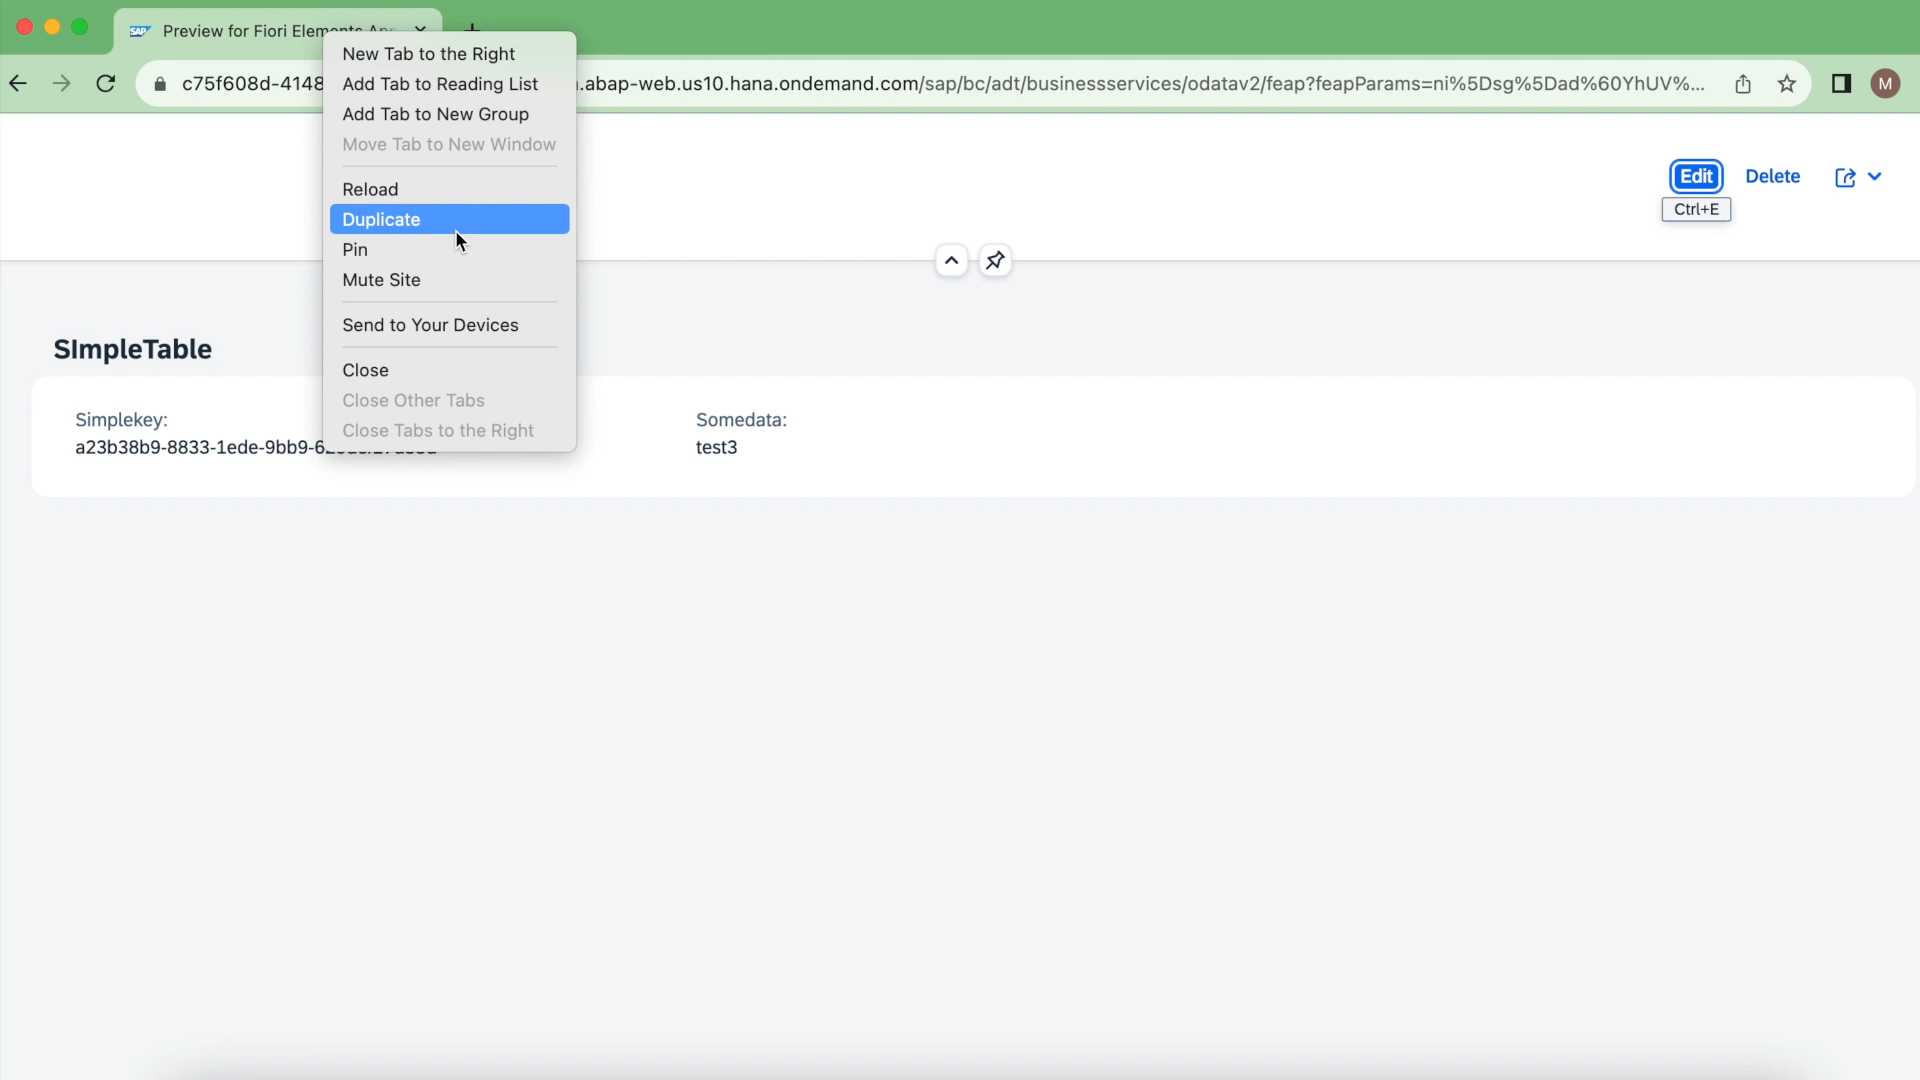 SAP Preview for Fiori Elements App
c75f608d-4148 .abap-web.us10.hana.ondemand.com/sap/bc/adt/businessservices/odatav2/feap?feapParams=ni%5Dsg%5Dad%60YhUV%... M
New Tab to the Right
Add Tab to Reading List
Add Tab to New Group
Move Tab to New Window
Reload
Duplicate
Pin
Mute Site
Send to Your Devices
Close
Close Other Tabs
Close Tabs to the Right
Edit Delete
Ctrl+E
SImpleTable
Simplekey: Somedata:
a23b38b9-8833-1ede-9bb9- test3